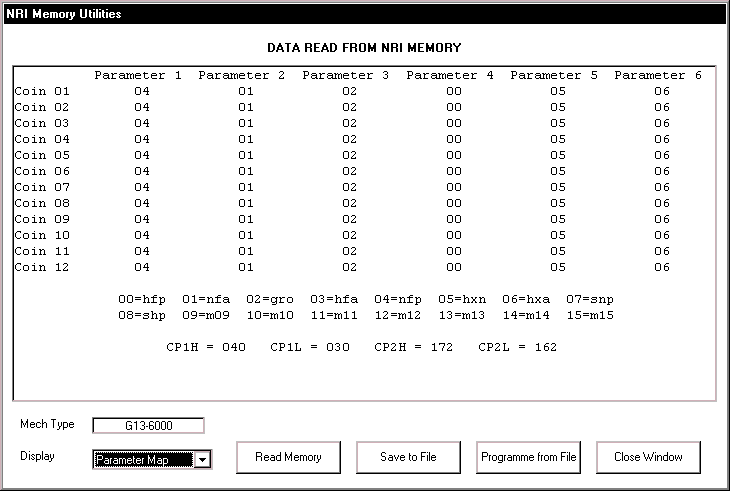 NRI Memory Utilities
DATA READ FROM NRI MEMORY
Parameter 1 Parameter 2 Parameter 3 Parameter 4 Parameter 5 Parameter 6
Coin 01 04 01 02 00 05 06
Coin 02 04 01 02 00 05 06
Coin 03 04 01 02 00 05 06
Coin 04 04 01 02 00 05 06
Coin 05 04 01 02 00 05 06
Coin 06 04 01 02 00 05 06
Coin 07 04 01 02 00 05 06
Coin 08 04 01 02 00 05 06
Coin 09 04 01 02 00 05 06
Coin 10 04 01 02 00 05 06
Coin 11 04 01 02 00 05 06
Coin 12 04 01 02 00 05 06
00=hfp 01=nfa 02=gro 03=hfa 04=nfp 05=hxn 06=hxa 07=snp
08=shp 09=m09 10=m10 11=m11 12=m12 13=m13 14=m14 15=m15
CP1H = 040 CP1L = 030 CP2H = 172 CP2L = 162
Mech Type G13-6000
Display Parameter Map Read Memory Save to File Programme from File Close Window